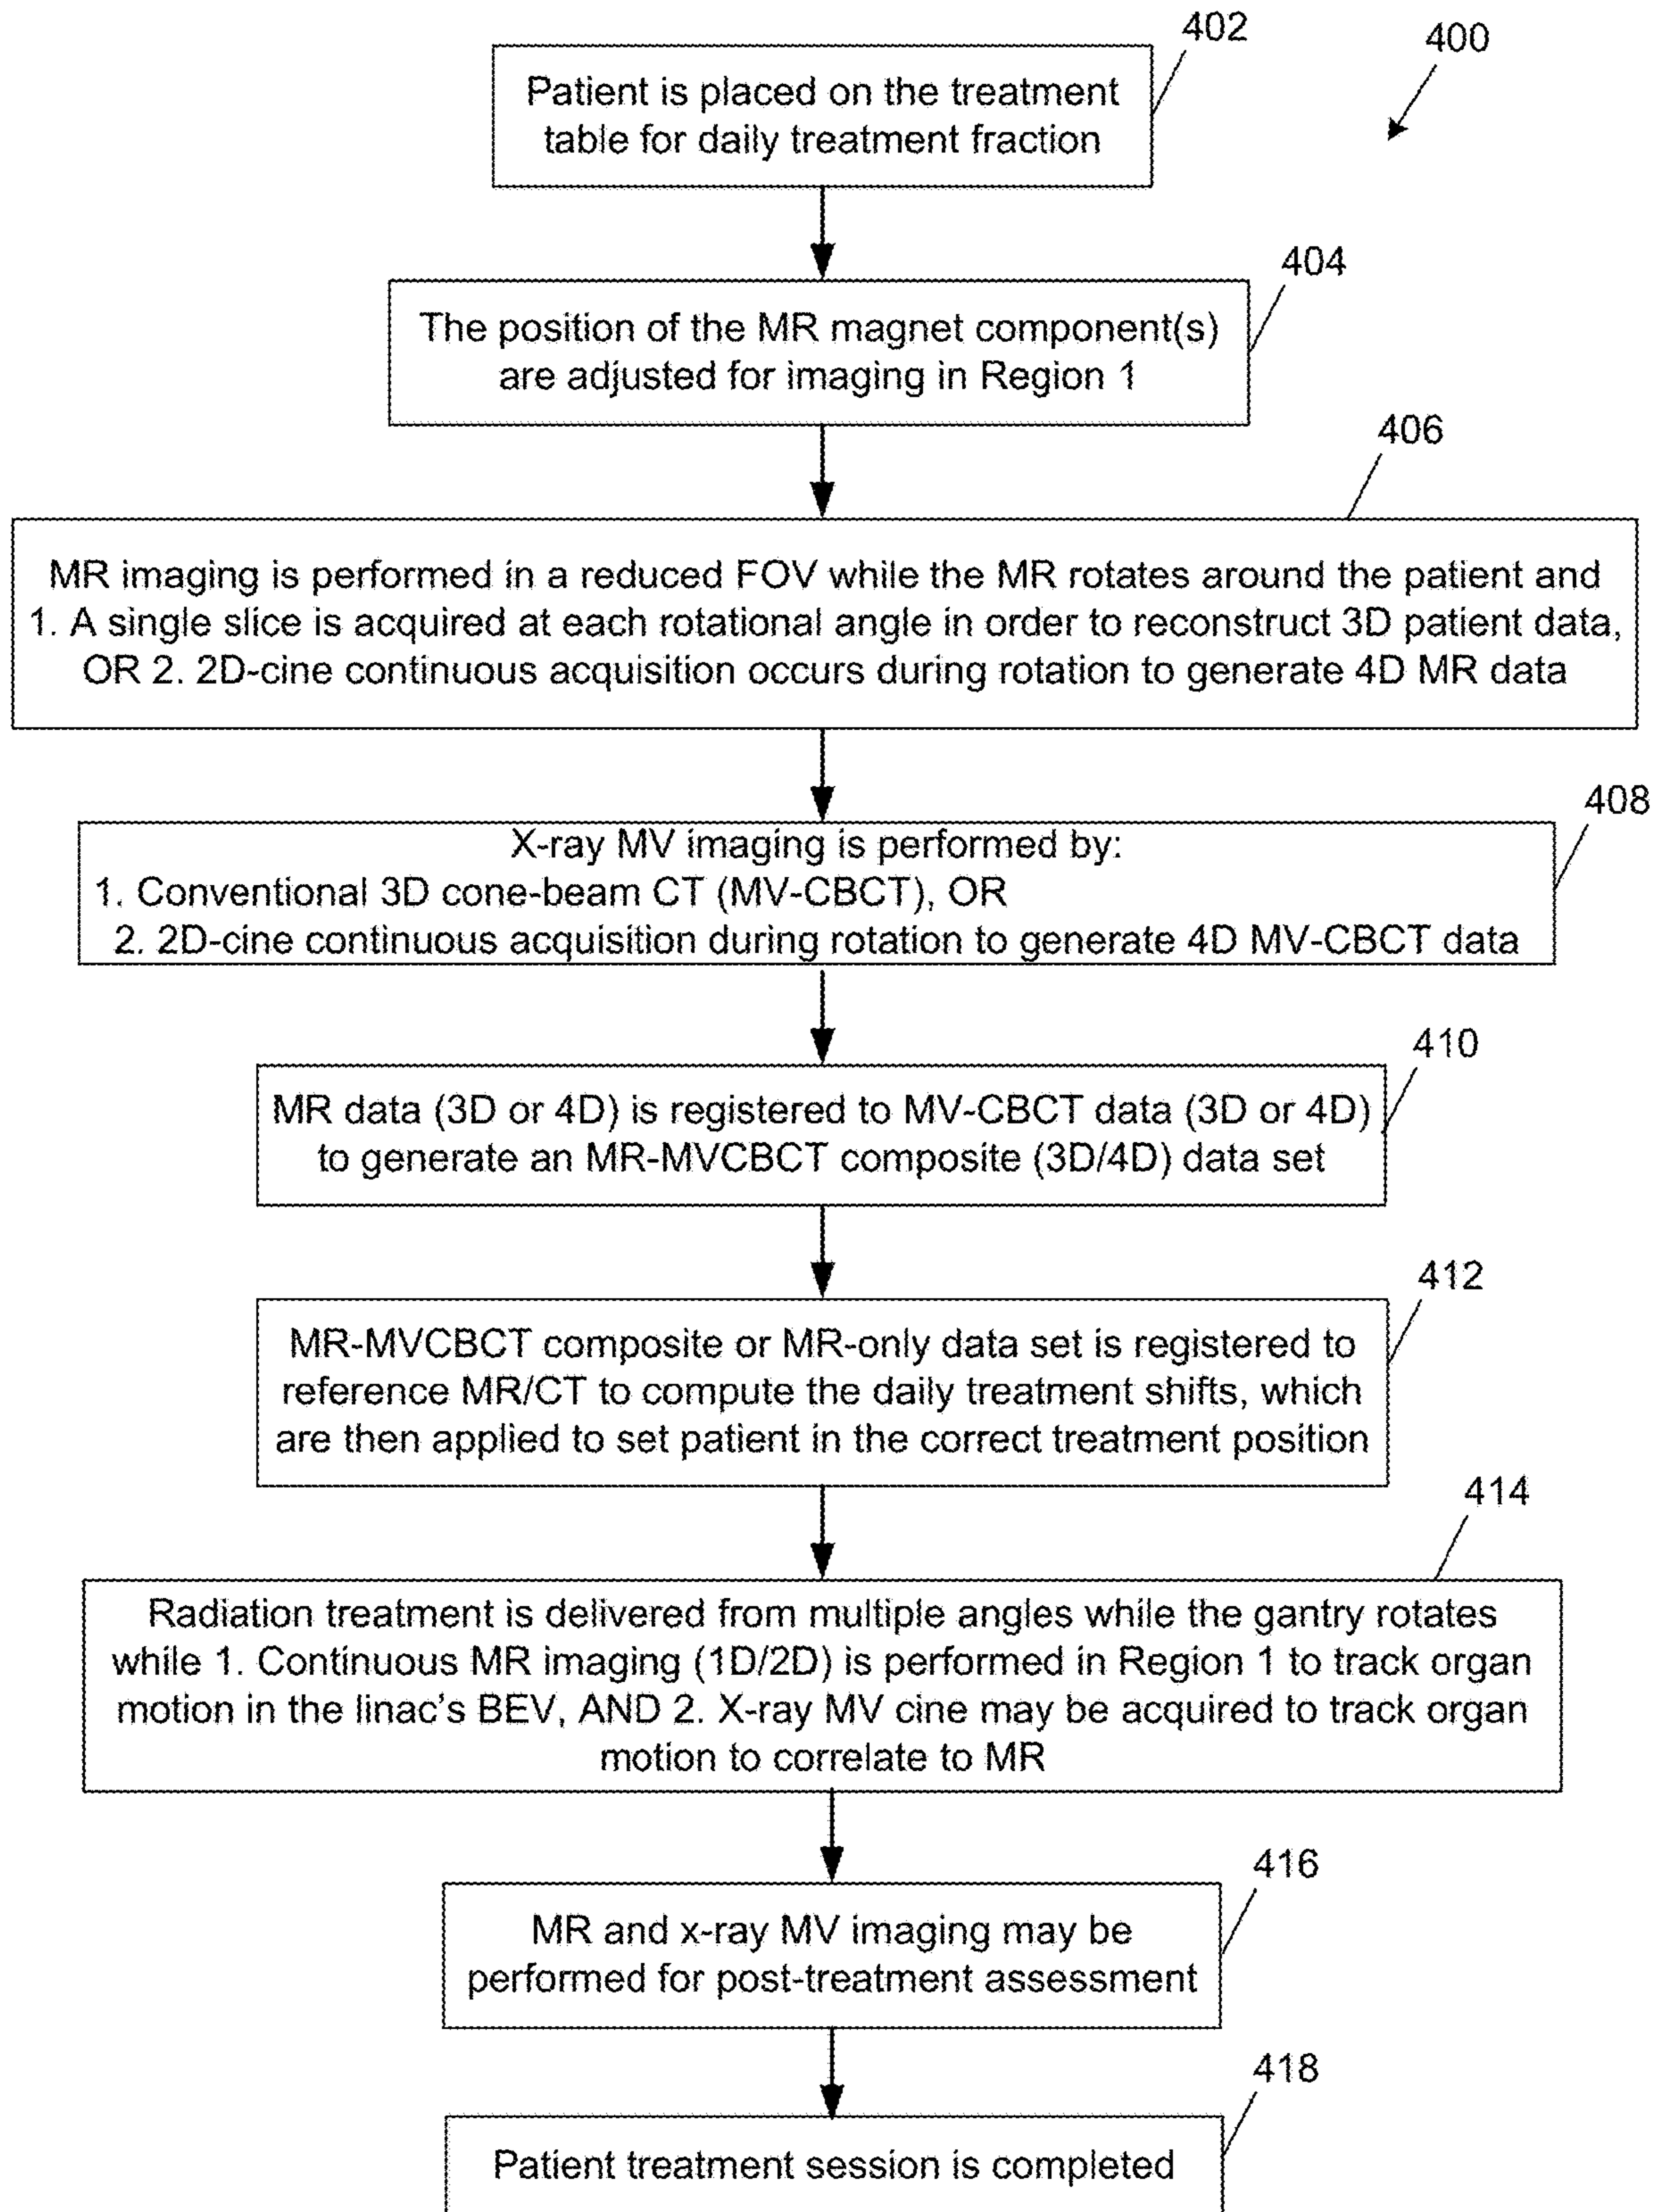 402
400
Patient is placed on the treatment
table for daily treatment fraction
404
The position of the MR magnet component(s)
are adjusted for imaging in Region 1
406
MR imaging is performed in a reduced FOV while the MR rotates around the patient and
1. A single slice is acquired at each rotational angle in order to reconstruct 3D patient data,
OR 2. 2D-cine continuous acquisition occurs during rotation to generate 4D MR data
408
X-ray MV imaging is performed by:
1. Conventional 3D cone-beam CT (MV-CBCT), OR
2. 2D-cine continuous acquisition during rotation to generate 4D MV-CBCT data
410
MR data (3D or 4D) is registered to MV-CBCT data (3D or 4D)
to generate an MR-MVCBCT composite (3D/4D) data set
412
MR-MVCBCT composite or MR-only data set is registered to
reference MR/CT to compute the daily treatment shifts, which
are then applied to set patient in the correct treatment position
414
Radiation treatment is delivered from multiple angles while the gantry rotates
while 1. Continuous MR imaging (1D/2D) is performed in Region 1 to track organ
motion in the linac's BEV, AND 2. X-ray MV cine may be acquired to track organ
motion to correlate to MR
416
MR and x-ray MV imaging may be
performed for post-treatment assessment
418
Patient treatment session is completed